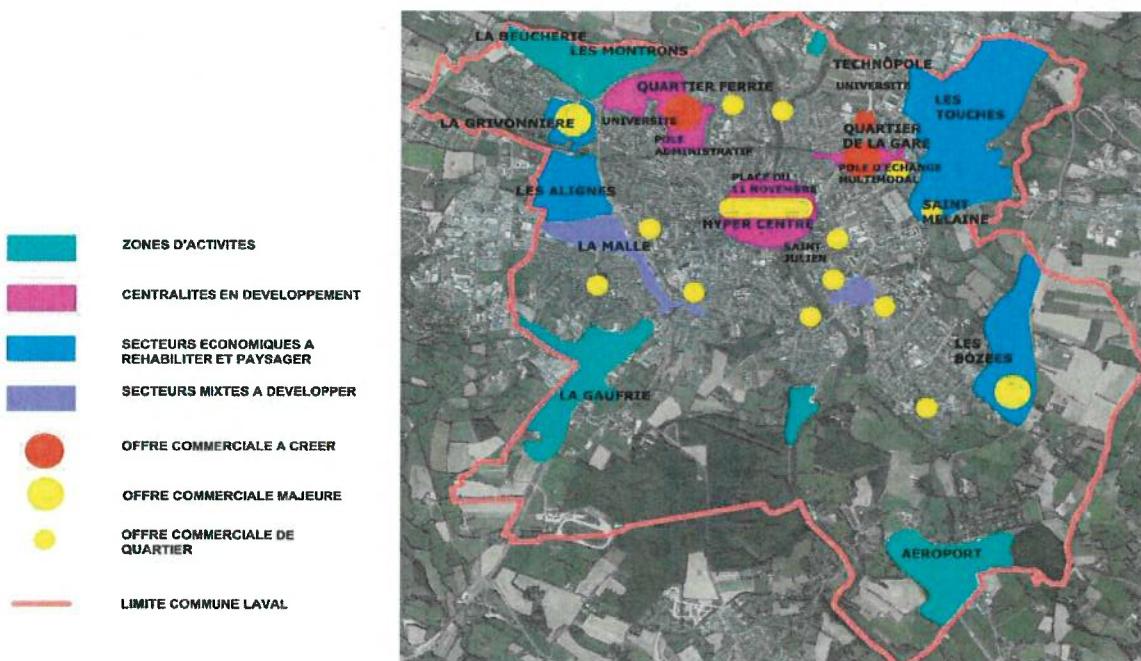 ZONES D'ACTIVITES
CENTRALITES EN DEVELOPPEMENT
SECTEURS ECONOMIQUES A
REHABILITER ET PAYSAGER
SECTEURS MIXTES A DEVELOPPER
OFFRE COMMERCIALE A CREER
OFFRE COMMERCIALE MAJEURE
OFFRE COMMERCIALE DE
QUARTIER
LIMITE COMMUNE LAVAL
LA BEUCHERIE
LES MONTRONS
TECHNÔPOLE
QUARTIER FERRIE
UNIVERSITE
LES
TOUCHES
LA GRIVONNIERE
UNIVERSITE
QUARTIER
DE LA GARE
POLE
ADMINISTRATIF
POLE D'ECHANGE
MULTIMODAL
PLACE DU
11 NOVEMBRE
LES ALIGNES
SAINT
MELAINE
HYPER CENTRE
LA MALLE
SAINT
JULIEN
LES
BOZEES
LA GAUFRIE
AEROPORT